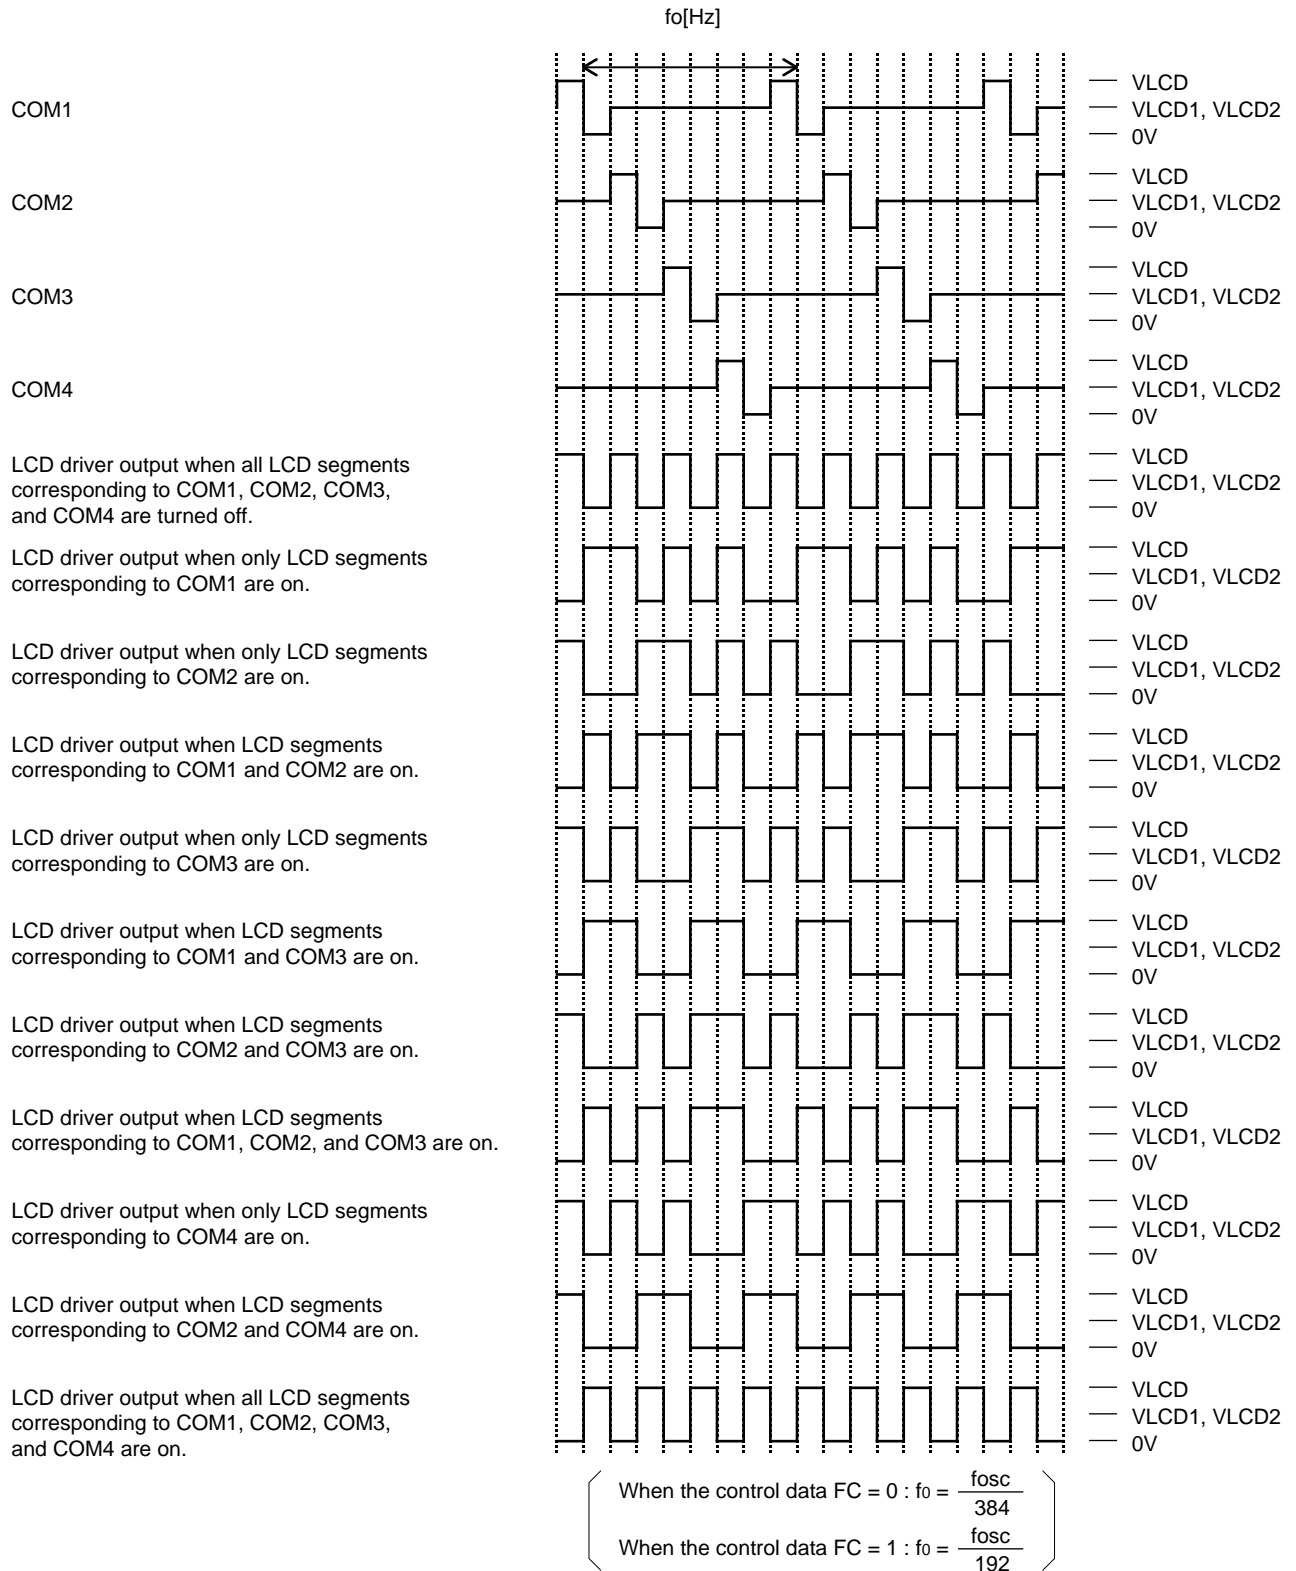 fo[Hz]
COM1
VLCD
VLCD1, VLCD2
0V
COM2
VLCD
VLCD1, VLCD2
0V
COM3
VLCD
VLCD1, VLCD2
0V
COM4
VLCD
VLCD1, VLCD2
0V
LCD driver output when all LCD segments
corresponding to COM1, COM2, COM3,
and COM4 are turned off.
VLCD
VLCD1, VLCD2
0V
LCD driver output when only LCD segments
corresponding to COM1 are on.
VLCD
VLCD1, VLCD2
0V
LCD driver output when only LCD segments
corresponding to COM2 are on.
VLCD
VLCD1, VLCD2
0V
LCD driver output when LCD segments
corresponding to COM1 and COM2 are on.
VLCD
VLCD1, VLCD2
0V
LCD driver output when only LCD segments
corresponding to COM3 are on.
VLCD
VLCD1, VLCD2
0V
LCD driver output when LCD segments
corresponding to COM1 and COM3 are on.
VLCD
VLCD1, VLCD2
0V
LCD driver output when LCD segments
corresponding to COM2 and COM3 are on.
VLCD
VLCD1, VLCD2
0V
LCD driver output when LCD segments
corresponding to COM1, COM2, and COM3 are on.
VLCD
VLCD1, VLCD2
0V
LCD driver output when only LCD segments
corresponding to COM4 are on.
VLCD
VLCD1, VLCD2
0V
LCD driver output when LCD segments
corresponding to COM2 and COM4 are on.
VLCD
VLCD1, VLCD2
0V
LCD driver output when all LCD segments
corresponding to COM1, COM2, COM3,
and COM4 are on.
VLCD
VLCD1, VLCD2
0V
When the control data FC = 0 : f0 = fosc
384
When the control data FC = 1 : f0 = fosc
192